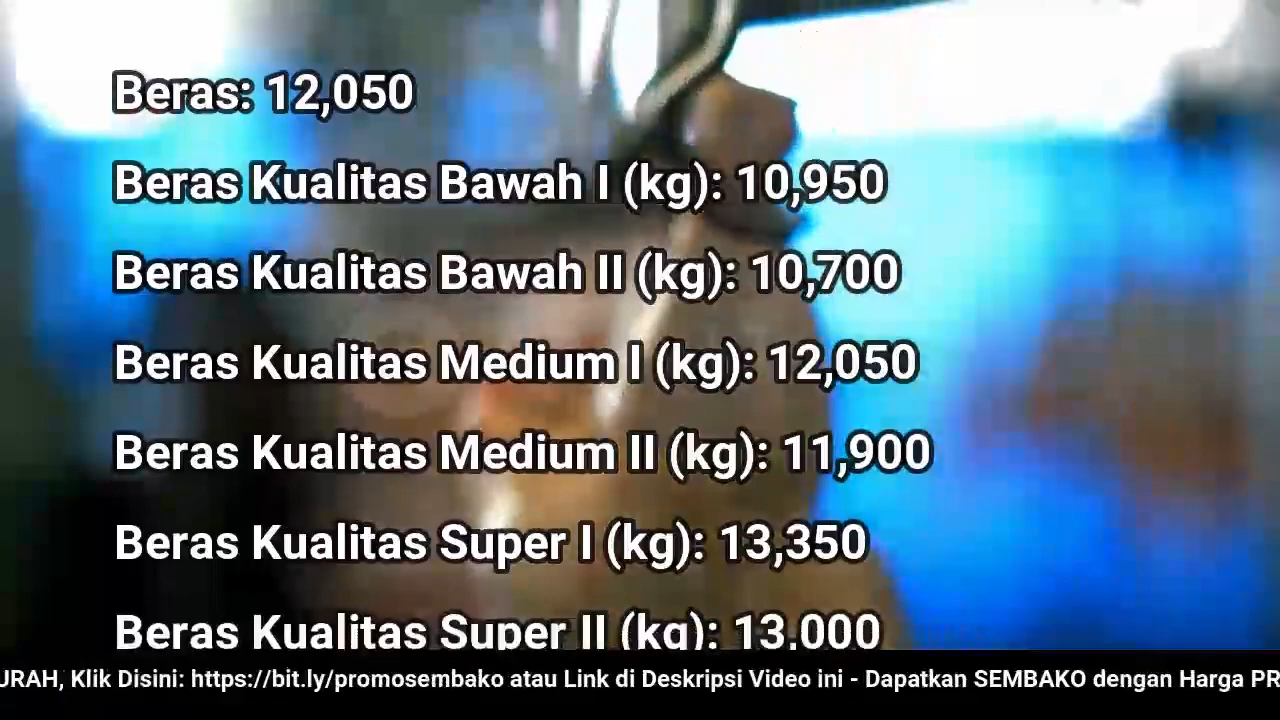 Beras: 12,050
Beras Kualitas Bawah I (kg): 10,950
Beras Kualitas Bawah II (kg): 10,700
Beras Kualitas Medium I (kg): 12,050
Beras Kualitas Medium II (kg): 11,900
Beras Kualitas Super I (kg): 13,350
Beras Kualitas Super II (kg): 13,000
URAH, Klik Disini: https://bit.ly/promosembako atau Link di Deskripsi Video ini - Dapatkan SEMBAKO dengan Harga PR